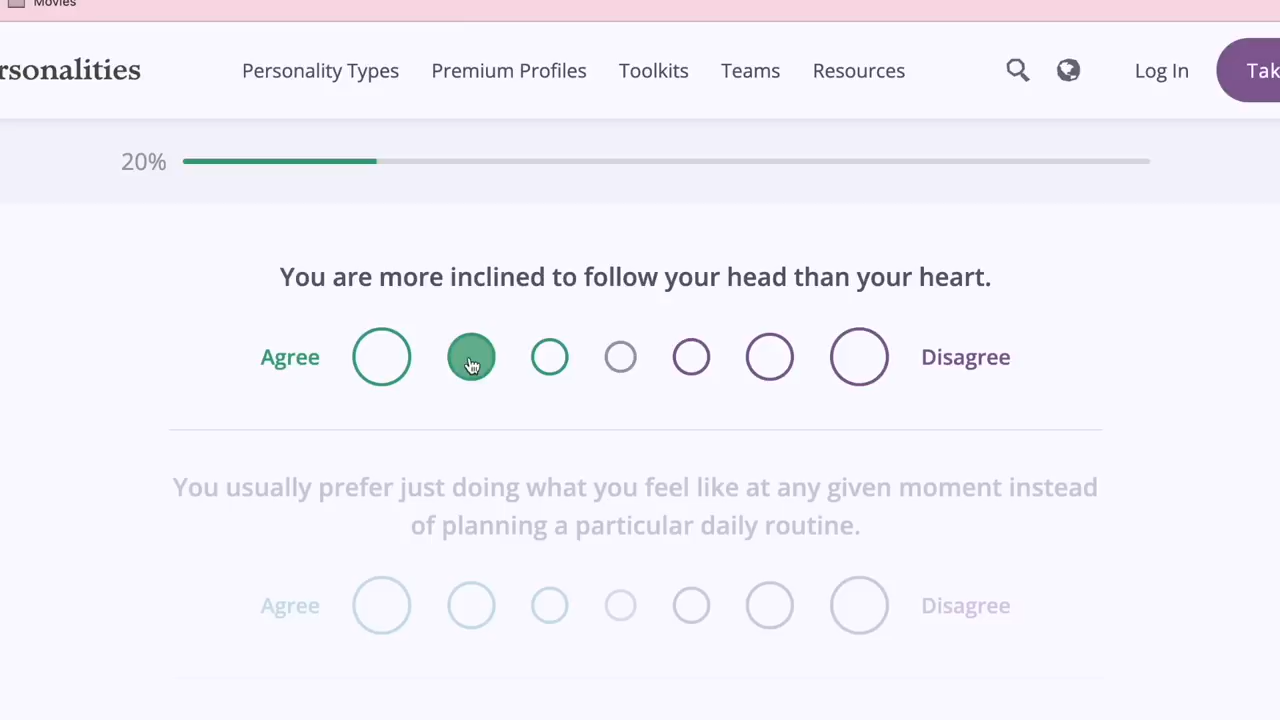 Movies
rsonalities
Personality Types Premium Profiles Toolkits Teams Resources Log In Tak
20%
You are more inclined to follow your head than your heart.
Agree Disagree
You usually prefer just doing what you feel like at any given moment instead
of planning a particular daily routine.
Agree Disagree